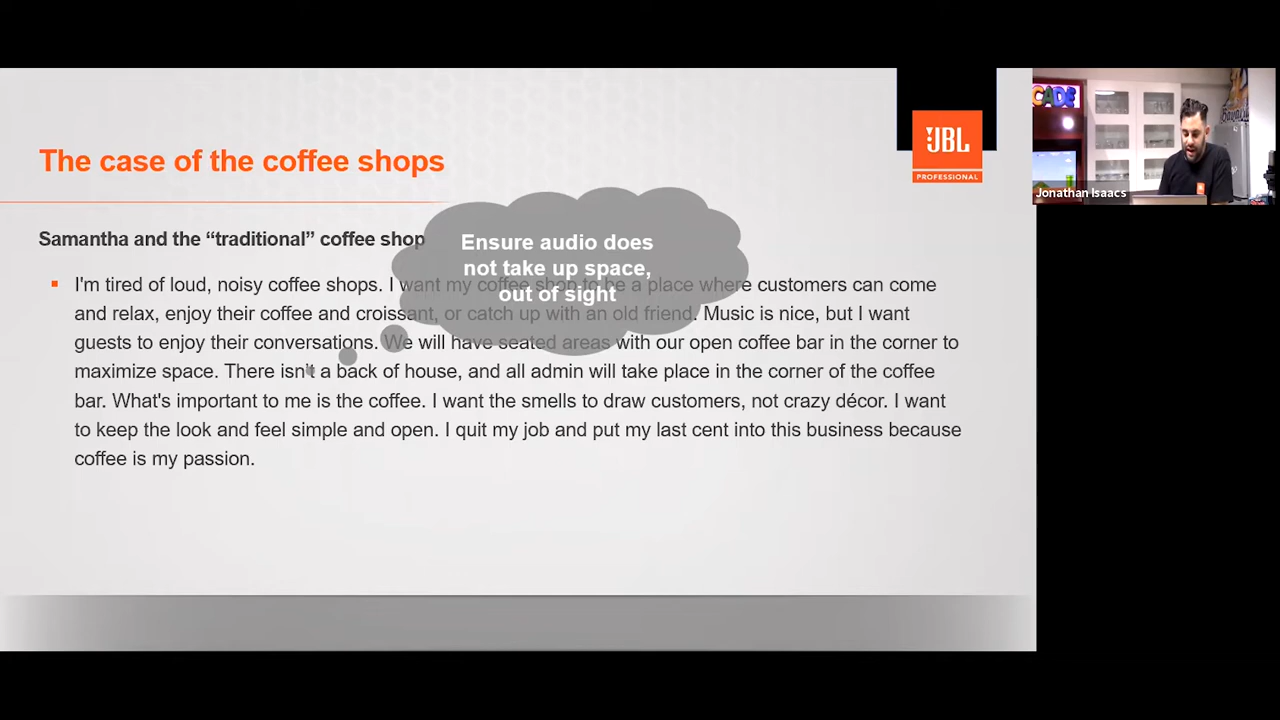 The case of the coffee shops
JBL
PROFESSIONAL
CADE
Jonathan Isaacs
Samantha and the “traditional” coffee shop
Ensure audio does
not take up space,
out of sight
I'm tired of loud, noisy coffee shops. I want my coffee shop to be a place where customers can come
and relax, enjoy their coffee and croissant, or catch up with an old friend. Music is nice, but I want
guests to enjoy their conversations. We will have seated areas with our open coffee bar in the corner to
maximize space. There isn't a back of house, and all admin will take place in the corner of the coffee
bar. What's important to me is the coffee. I want the smells to draw customers, not crazy décor. I want
to keep the look and feel simple and open. I quit my job and put my last cent into this business because
coffee is my passion.